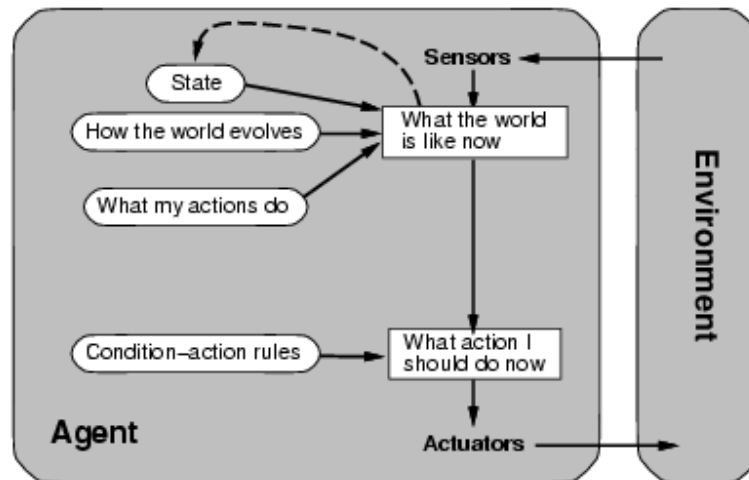 Sensors
State
What the world
is like now
How the world evolves
What my actions do
Condition–action rules
What action I
should do now
Agent
Actuators
Environment